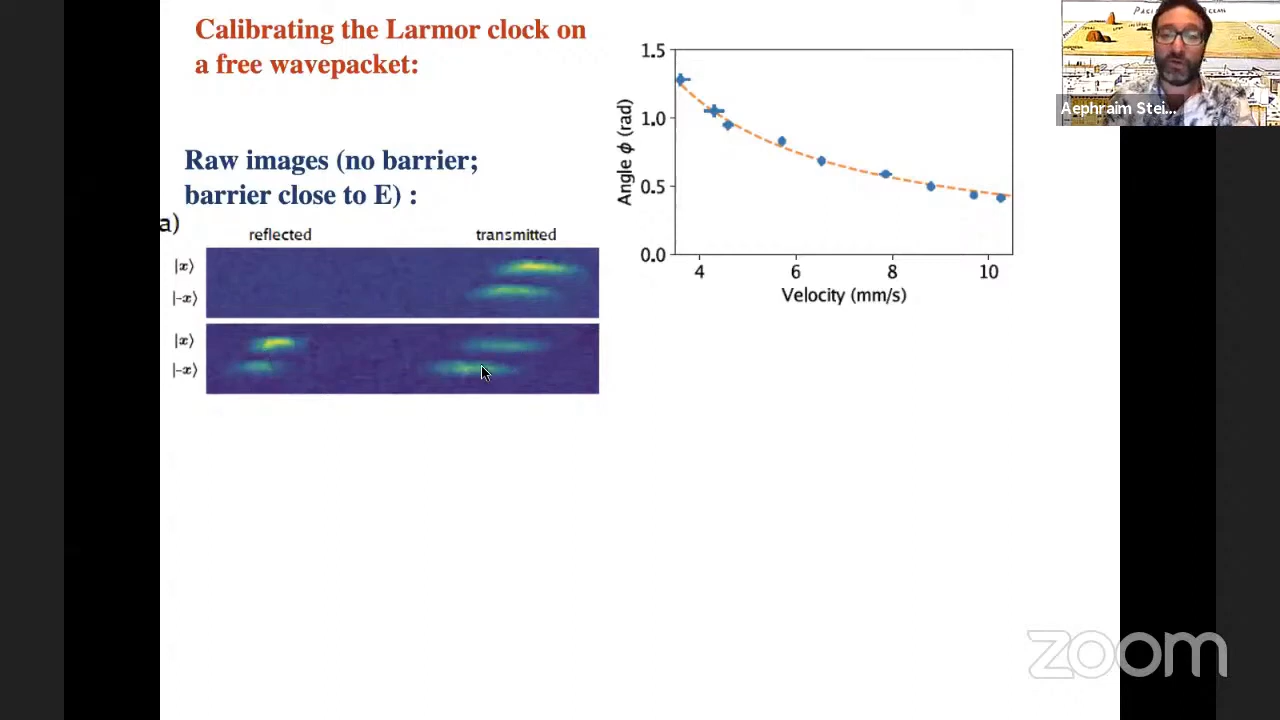 Calibrating the Larmor clock on
a free wavepacket:
Raw images (no barrier;
barrier close to E) :
a)
reflected
transmitted
|x⟩
|-x⟩
|x⟩
|-x⟩
1.5
1.0
0.5
0.0
Angle ϕ (rad)
4
6
8
10
Velocity (mm/s)
Aephraim Stei...
zoom